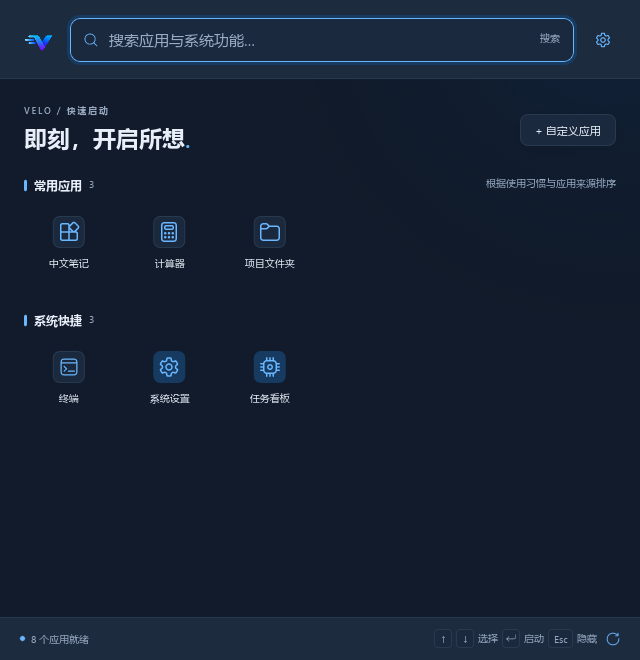 搜索应用与系统功能... 搜索
VELO / 快速启动
即刻，开启所想.
+ 自定义应用
常用应用 3
根据使用习惯与应用来源排序
中文笔记 计算器 项目文件夹
系统快捷 3
终端 系统设置 任务看板
8 个应用就绪
↑ ↓ 选择 ↵ 启动 Esc 隐藏